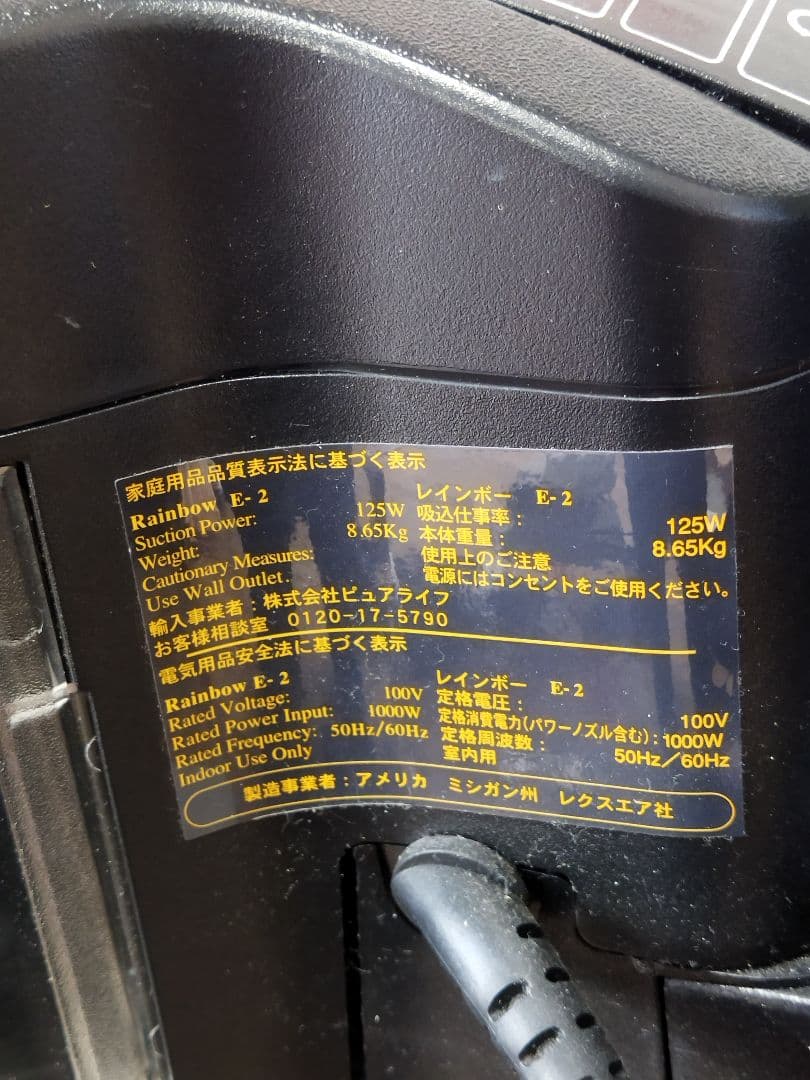 家庭用品品質表示法に基づく表示
Rainbow E-2
Suction Power: 125W
Weight: 8.65Kg
Cautionary Measures:
Use Wall Outlet.
レインボー E-2
吸込仕事率: 125W
本体重量: 8.65Kg
使用上のご注意
電源にはコンセントをご使用ください。
輸入事業者:株式会社ピュアライフ
お客様相談室 0120-17-5790
電気用品安全法に基づく表示
Rainbow E-2
Rated Voltage: 100V
Rated Power Input: 1000W
Rated Frequency: 50Hz/60Hz
Indoor Use Only
レインボー E-2
定格電圧: 100V
定格消費電力(パワーノズル含む):1000W
定格周波数: 50Hz/60Hz
室内用
製造事業者:アメリカ ミシガン州 レクスエア社